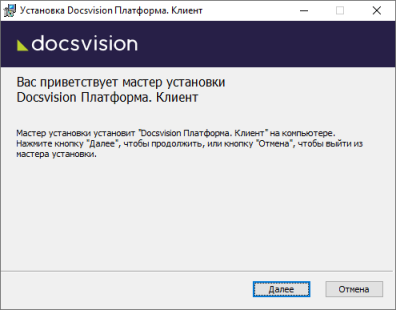 Установка Docsvision Платформа. Клиент
docsvision
Вас приветствует мастер установки
Docsvision Платформа. Клиент
Мастер установки установит "Docsvision Платформа. Клиент" на компьютере.
Нажмите кнопку "Далее", чтобы продолжить, или кнопку "Отмена", чтобы выйти из
мастера установки.
Далее
Отмена